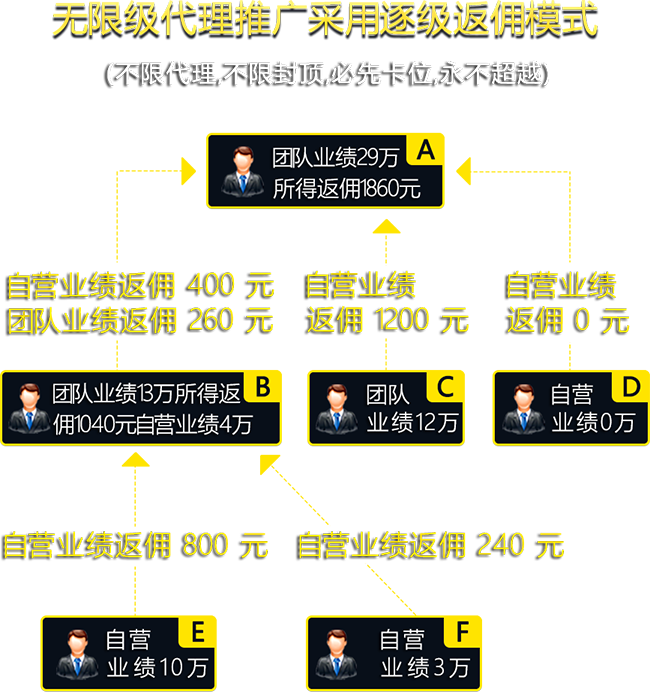 无限级代理推广采用逐级返佣模式
(不限代理,不限封顶,必先卡位,永不超越)
团队业绩29万
A
所得返佣1860元
自营业绩返佣 400 元
团队业绩返佣 260 元
自营业绩
返佣 1200 元
自营业绩
返佣 0 元
团队业绩13万所得返
佣1040元自营业绩4万
B
团队
业绩12万
C
自营
业绩0万
D
自营业绩返佣 800 元
自营业绩返佣 240 元
自营
业绩10万
E
自营
业绩3万
F